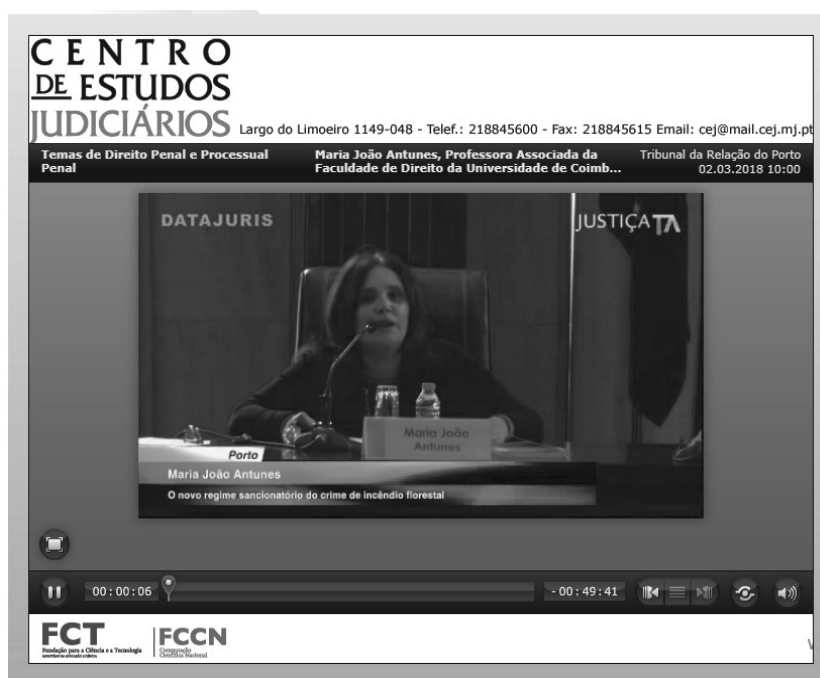 CENTRO
DE ESTUDOS
JUDICIÁRIOS Largo do Limoeiro 1149-048 - Telef.: 218845600 - Fax: 218845615 Email: cej@mail.cej.mj.pt
Temas de Direito Penal e Processual Penal
Maria João Antunes, Professora Associada da Faculdade de Direito da Universidade de Coimb...
Tribunal da Relação do Porto
02.03.2018 10:00
DATAJURIS
JUSTIÇA
Maria João
Antunes
Porto
Maria João Antunes
O novo regime sancionatório do crime de incêndio florestal
00:00:06
-00:49:41
FCT
Fundação para a Ciência e a Tecnologia
FCCN
Computação
Científica Nacional